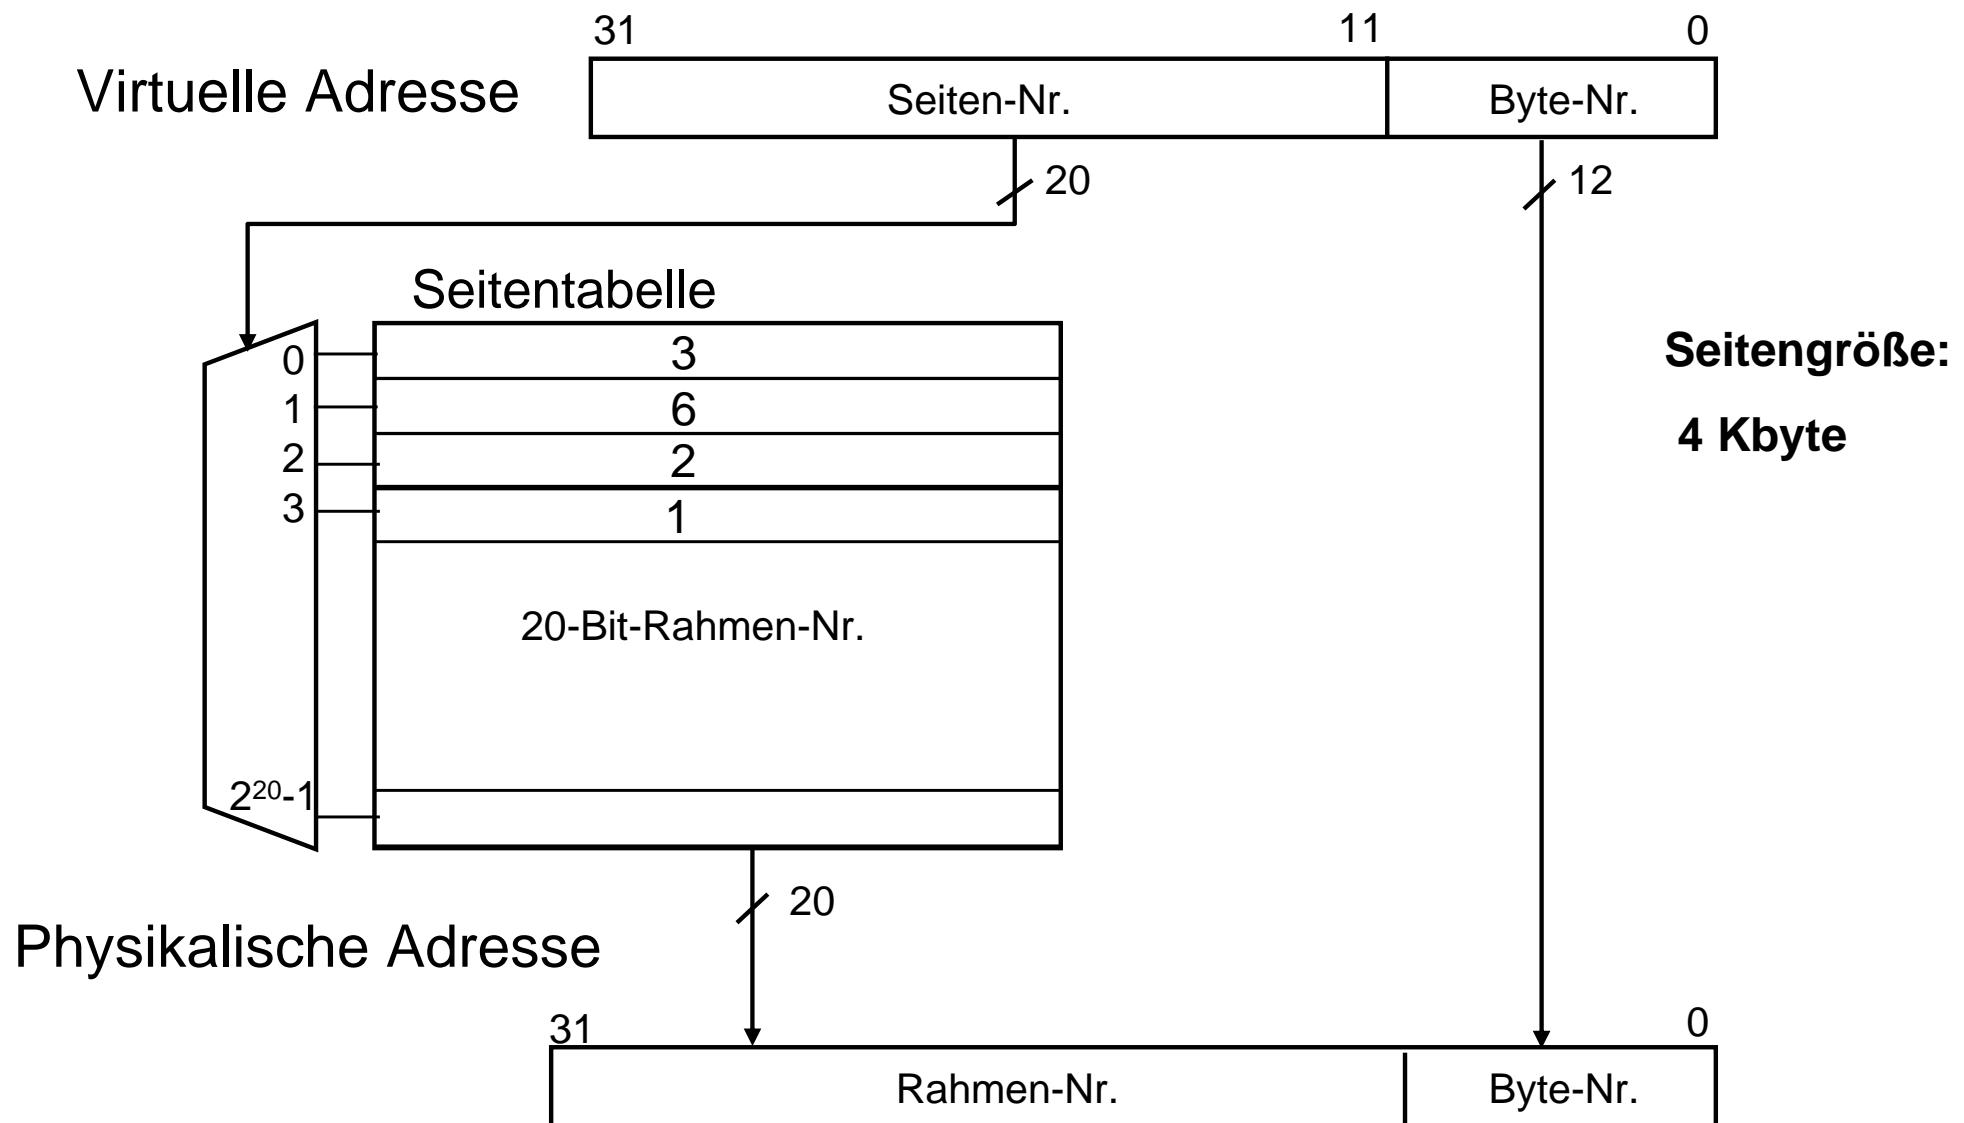 31 11 0
Virtuelle Adresse
Seiten-Nr. Byte-Nr.
20 12
Seitentabelle
0 3
1 6
2 2
3 1
Seitengröße:
4 Kbyte
20-Bit-Rahmen-Nr.
2²⁰-1
20
Physikalische Adresse
31 0
Rahmen-Nr. Byte-Nr.